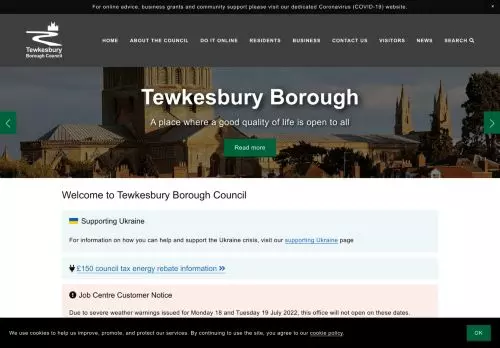 For online advice, business grants and community support please visit our dedicated Coronavirus (COVID-19) website.
×
Tewkesbury
Borough Council
HOME ABOUT THE COUNCIL DO IT ONLINE RESIDENTS BUSINESS CONTACT US VISITORS NEWS SEARCH
Tewkesbury Borough
A place where a good quality of life is open to all
Read more
Welcome to Tewkesbury Borough Council
Supporting Ukraine
For information on how you can help and support the Ukraine crisis, visit our supporting Ukraine page
£150 council tax energy rebate information »
Job Centre Customer Notice
Due to severe weather warnings issued for Monday 18 and Tuesday 19 July 2022, this office will not open on these dates.
We use cookies to help us improve, promote, and protect our services. By continuing to use the site, you agree to our cookie policy.
OK